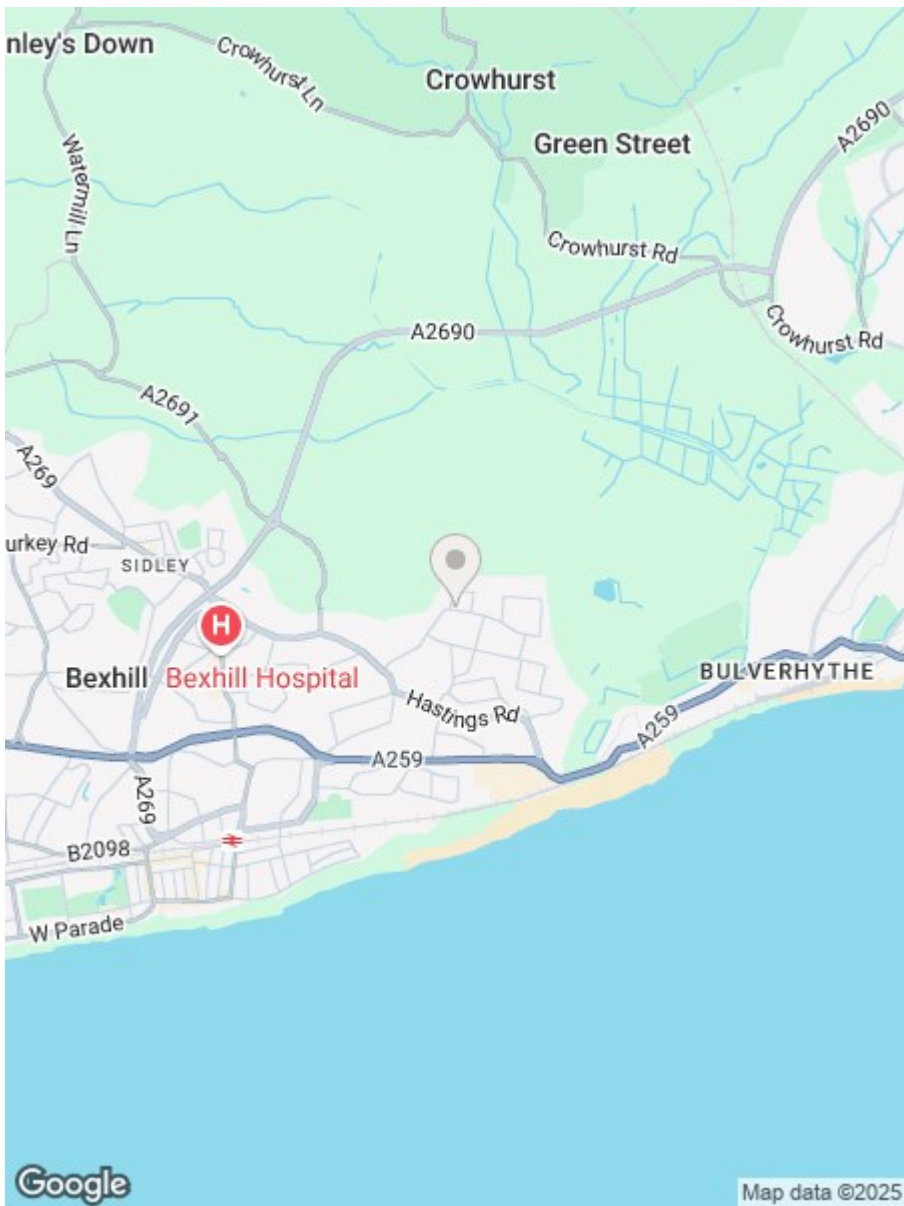 nley's Down
Crowhurst Ln
Crowhurst
Green Street
A2690
Watermill Ln
Crowhurst Rd
A2690
Crowhurst Rd
A2691
A269
urkey Rd
SIDLEY
H
Bexhill
Bexhill Hospital
BULVERHYTHE
Hastings Rd
A259
A259
A269
B2098
W Parade
Google
Map data ©2025